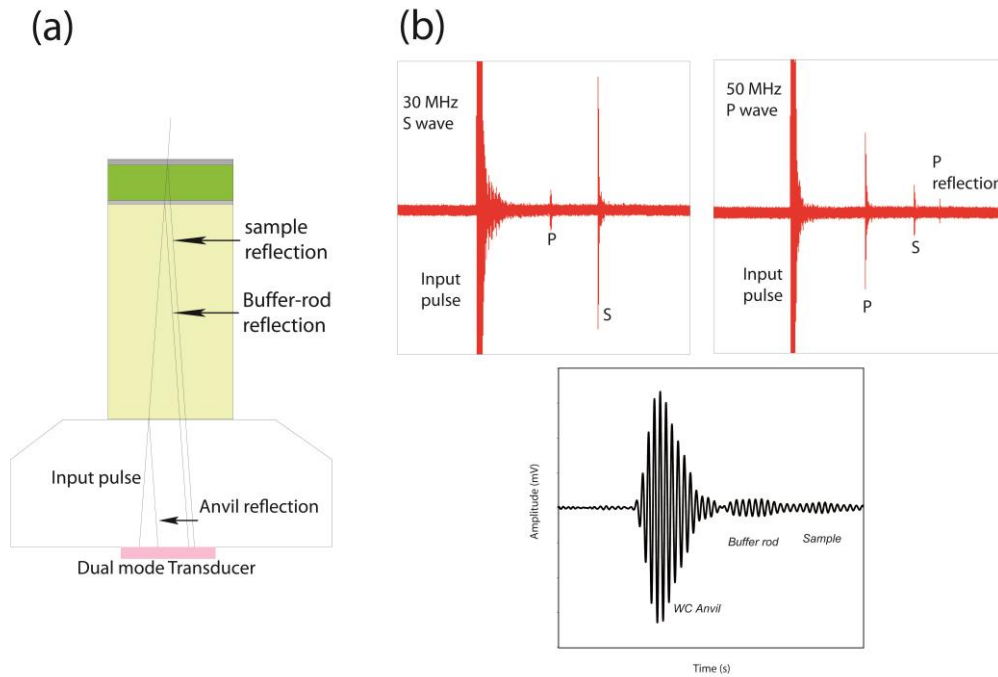 (a)
sample
reflection
Buffer-rod
reflection
Input pulse
Anvil reflection
Dual mode Transducer
(b)
30 MHz
S wave
P
Input
pulse
S
50 MHz
P wave
P
reflection
S
Input
pulse
P
Amplitude (mV)
Buffer rod
Sample
WC Anvil
Time (s)